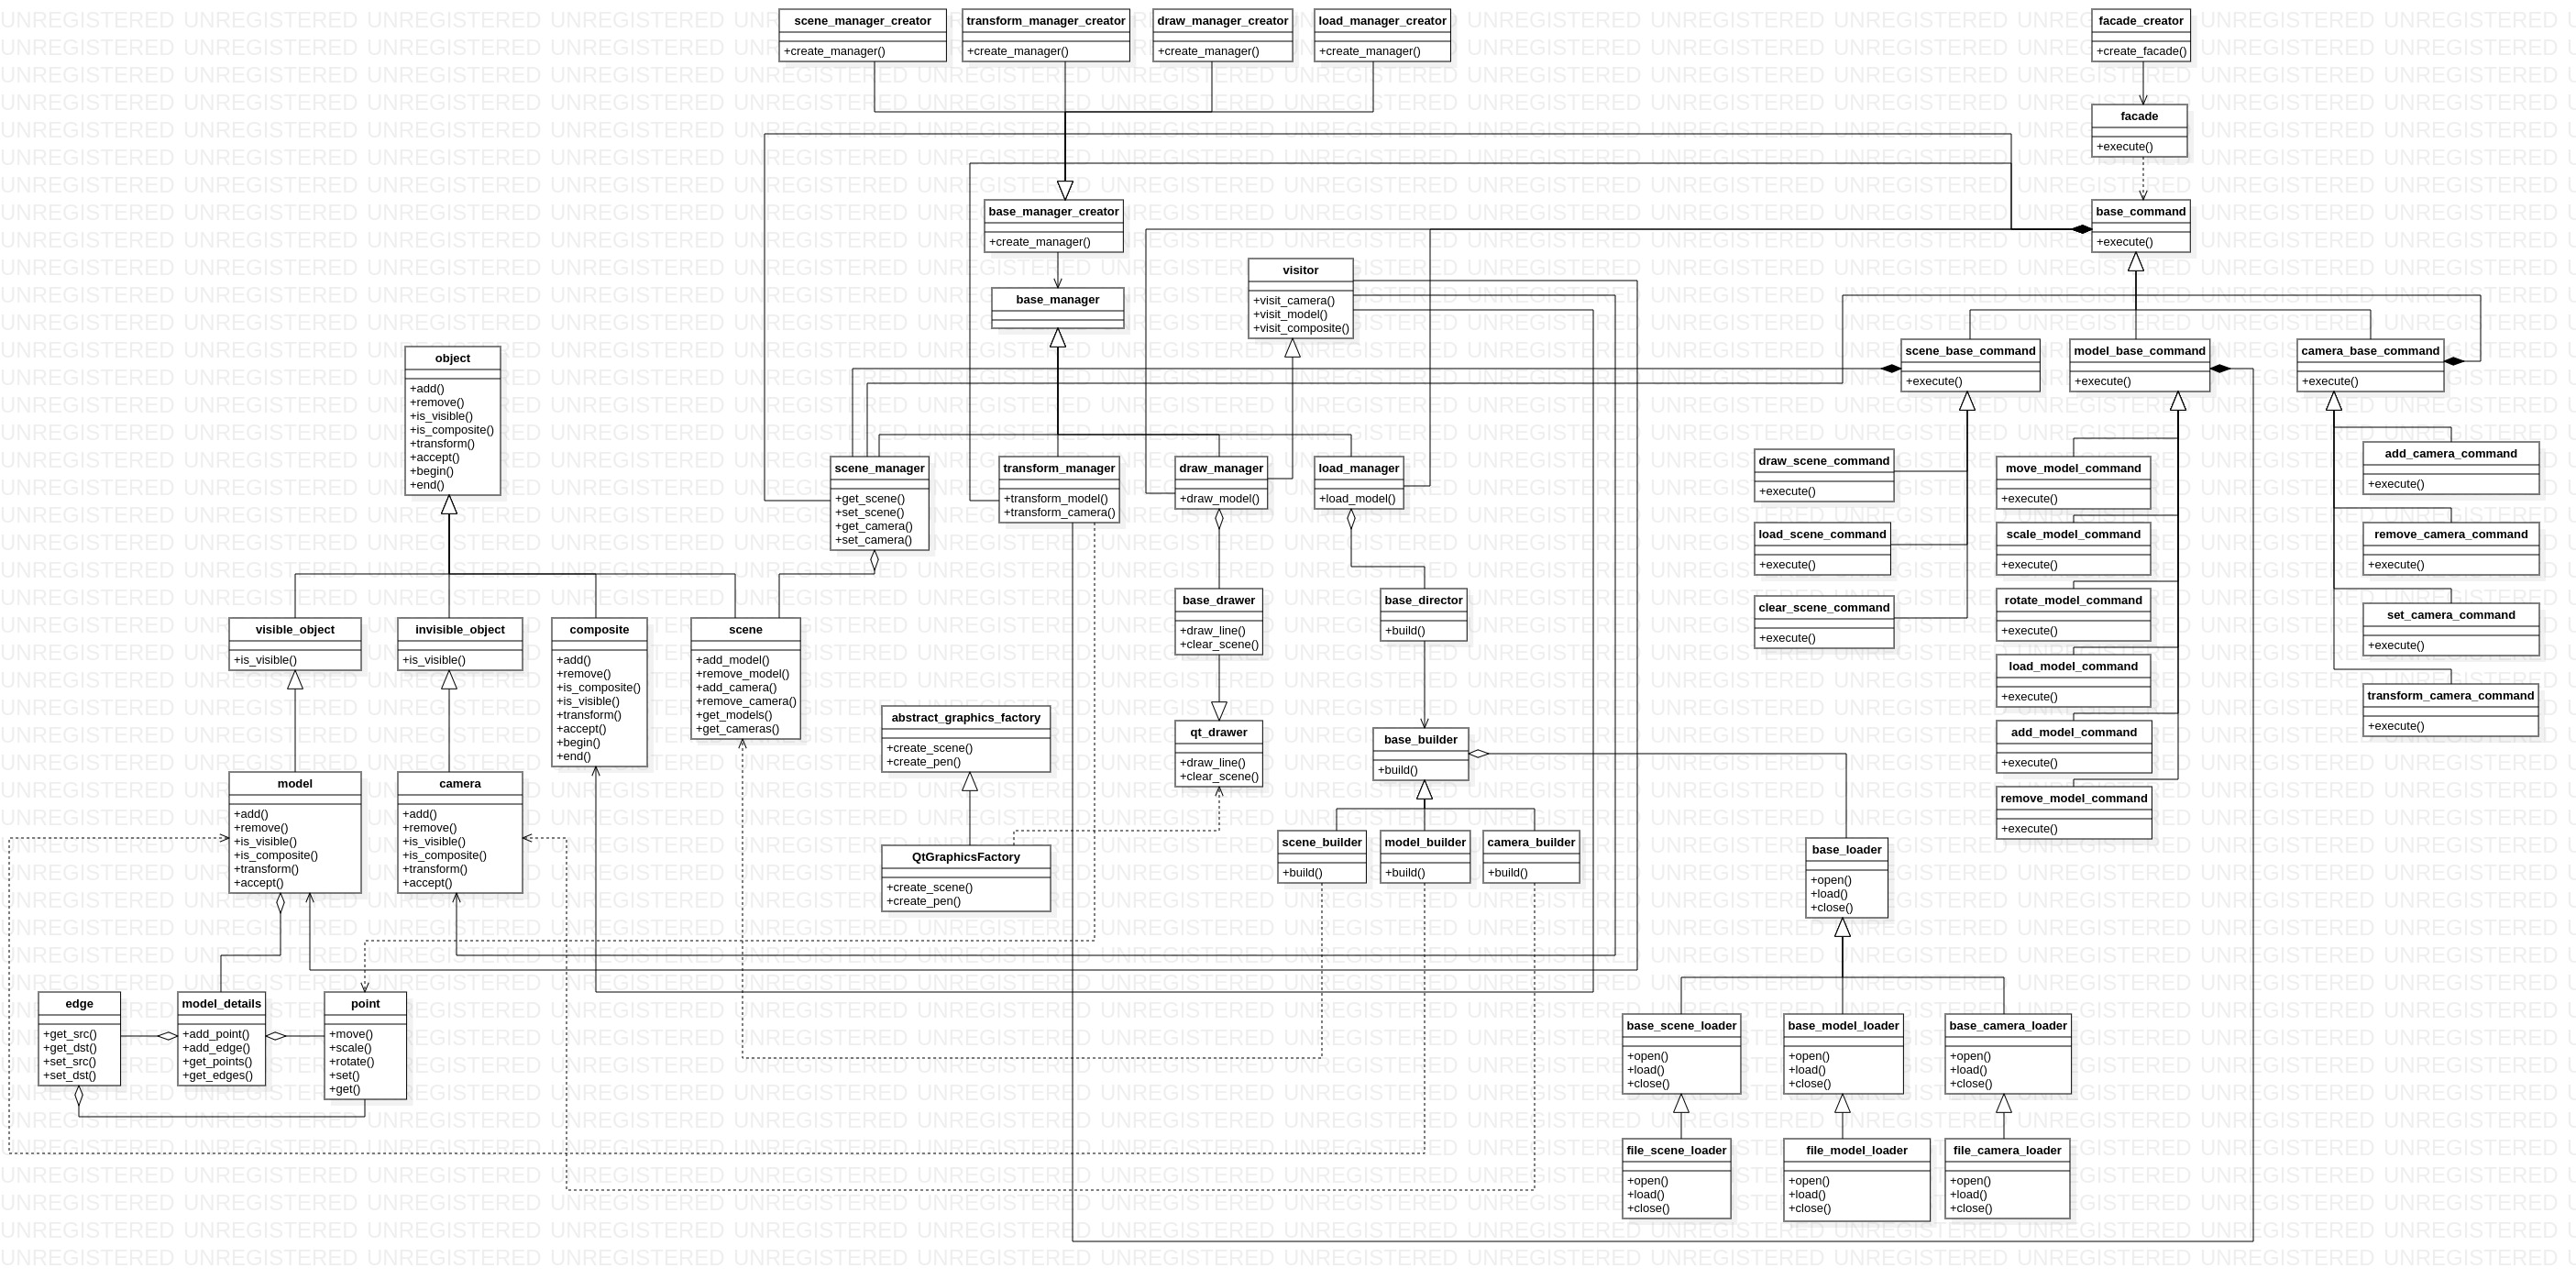 scene_manager_creator
+create_manager()
transform_manager_creator
+create_manager()
draw_manager_creator
+create_manager()
load_manager_creator
+create_manager()
facade_creator
+create_facade()
facade
+execute()
base_manager_creator
+create_manager()
base_command
+execute()
base_manager
visitor
+visit_camera()
+visit_model()
+visit_composite()
object
+add()
+remove()
+is_visible()
+is_composite()
+transform()
+accept()
+begin()
+end()
scene_base_command
+execute()
model_base_command
+execute()
camera_base_command
+execute()
scene_manager
+get_scene()
+set_scene()
+get_camera()
+set_camera()
transform_manager
+transform_model()
+transform_camera()
draw_manager
+draw_model()
load_manager
+load_model()
draw_scene_command
+execute()
load_scene_command
+execute()
clear_scene_command
+execute()
move_model_command
+execute()
scale_model_command
+execute()
rotate_model_command
+execute()
load_model_command
+execute()
add_model_command
+execute()
remove_model_command
+execute()
add_camera_command
+execute()
remove_camera_command
+execute()
set_camera_command
+execute()
transform_camera_command
+execute()
visible_object
+is_visible()
invisible_object
+is_visible()
composite
+add()
+remove()
+is_composite()
+is_visible()
+transform()
+accept()
+begin()
+end()
scene
+add_model()
+remove_model()
+add_camera()
+remove_camera()
+get_models()
+get_cameras()
base_drawer
+draw_line()
+clear_scene()
base_director
+build()
abstract_graphics_factory
+create_scene()
+create_pen()
qt_drawer
+draw_line()
+clear_scene()
base_builder
+build()
model
+add()
+remove()
+is_visible()
+is_composite()
+transform()
+accept()
camera
+add()
+remove()
+is_visible()
+is_composite()
+transform()
+accept()
QtGraphicsFactory
+create_scene()
+create_pen()
scene_builder
+build()
model_builder
+build()
camera_builder
+build()
base_loader
+open()
+load()
+close()
edge
+get_src()
+get_dst()
+set_src()
+set_dst()
model_details
+add_point()
+add_edge()
+get_points()
+get_edges()
point
+move()
+scale()
+rotate()
+set()
+get()
base_scene_loader
+open()
+load()
+close()
base_model_loader
+open()
+load()
+close()
base_camera_loader
+open()
+load()
+close()
file_scene_loader
+open()
+load()
+close()
file_model_loader
+open()
+load()
+close()
file_camera_loader
+open()
+load()
+close()
UNREGISTERED